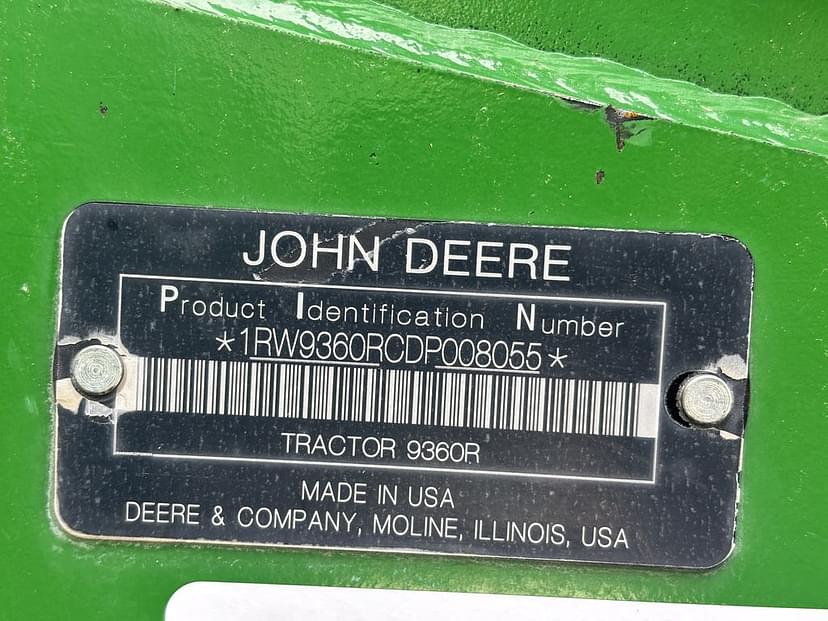 JOHN DEERE
Product Identification Number
*1RW9360RCDP008055*
TRACTOR 9360R
MADE IN USA
DEERE & COMPANY, MOLINE, ILLINOIS, USA